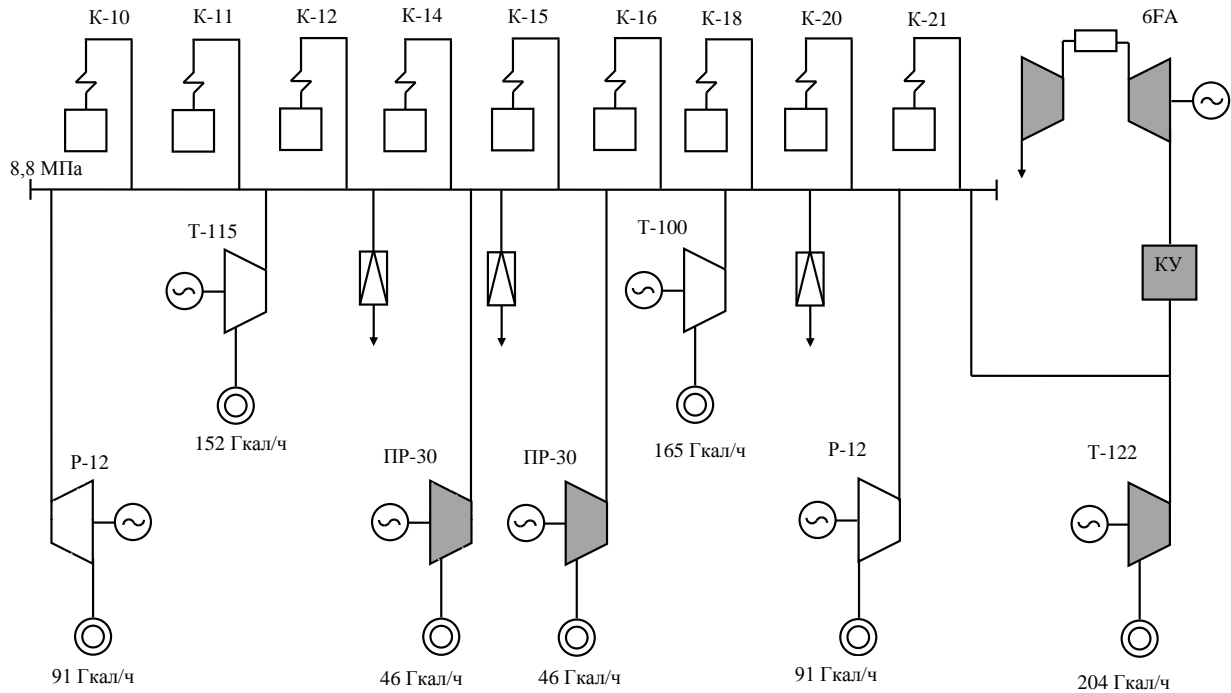 К-10 К-11 К-12 К-14 К-15 К-16 К-18 К-20 К-21 6FA
8,8 МПа
Т-115 Т-100
КУ
152 Гкал/ч 165 Гкал/ч
Р-12 ПР-30 ПР-30 Р-12 Т-122
91 Гкал/ч 46 Гкал/ч 46 Гкал/ч 91 Гкал/ч 204 Гкал/ч